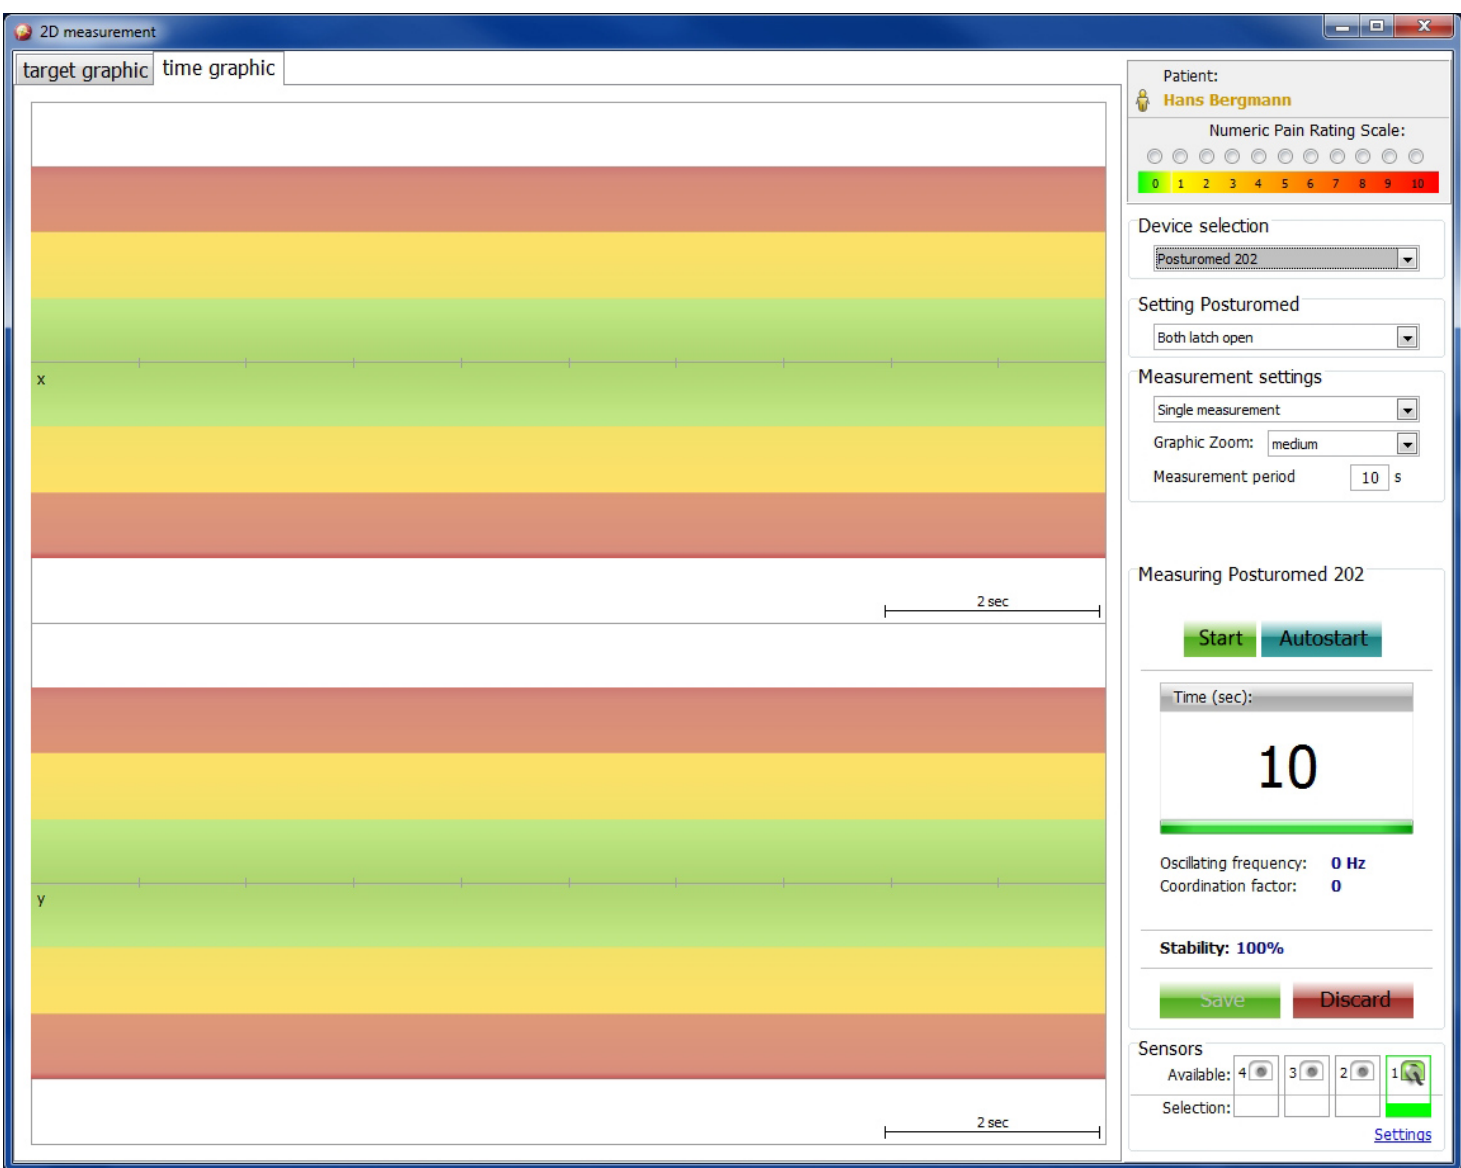 2D measurement
target graphic time graphic
x
2 sec
y
2 sec
Patient:
Hans Bergmann
Numeric Pain Rating Scale:
0 1 2 3 4 5 6 7 8 9 10
Device selection
Posturomed 202
Setting Posturomed
Both latch open
Measurement settings
Single measurement
Graphic Zoom: medium
Measurement period 10 s
Measuring Posturomed 202
Start Autostart
Time (sec):
10
Oscillating frequency: 0 Hz
Coordination factor: 0
Stability: 100%
Save Discard
Sensors
Available: 4 3 2 1
Selection:
Settings